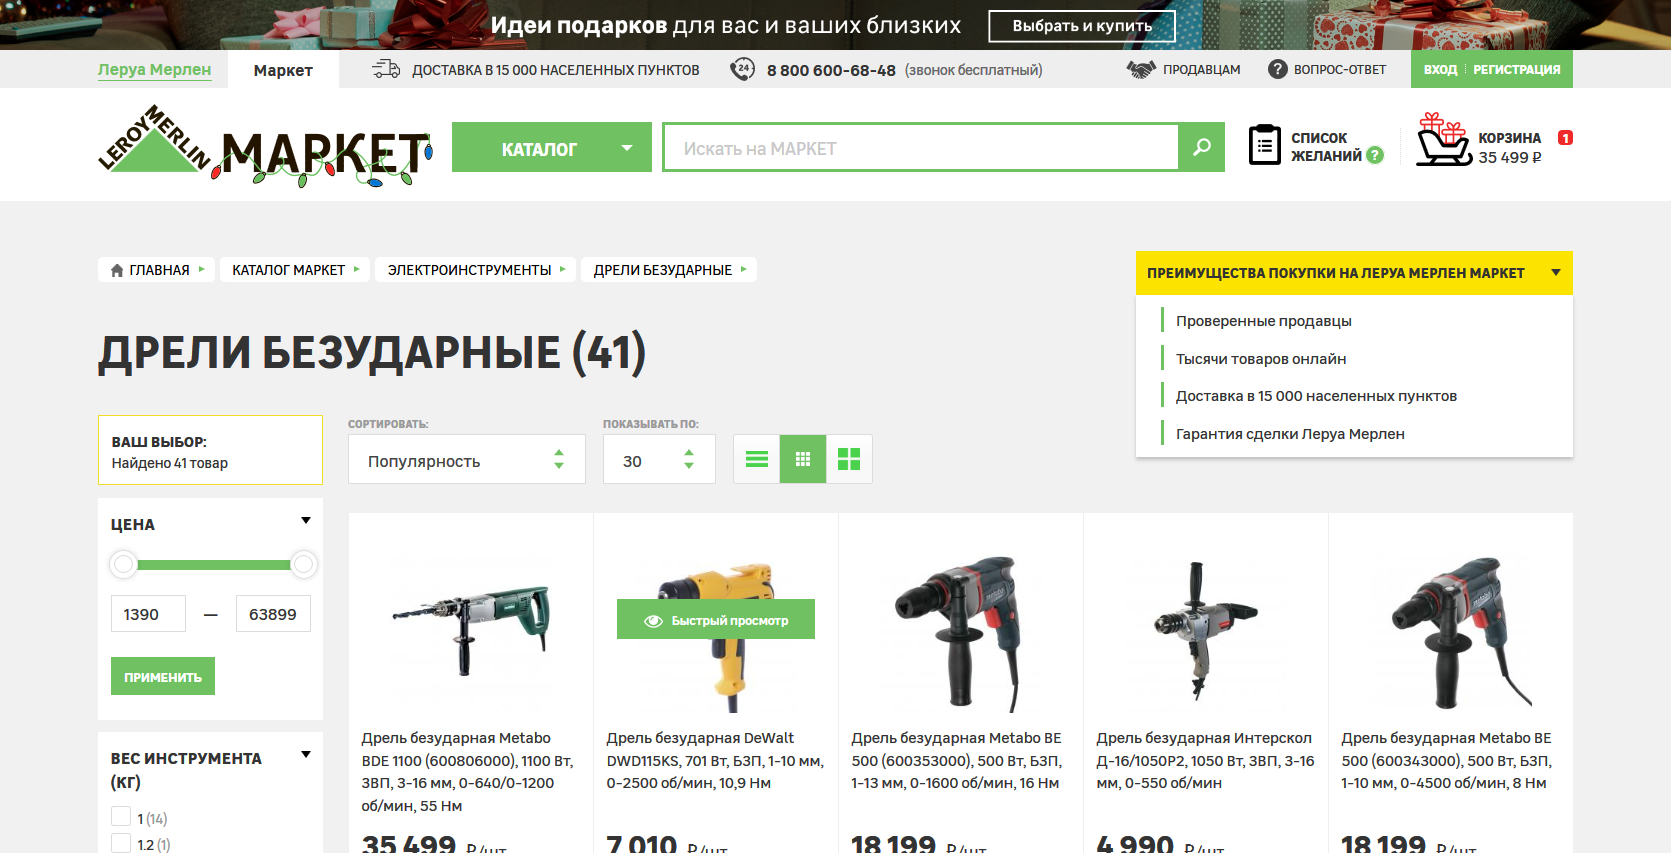 Идеи подарков для вас и ваших близких
Выбрать и купить
Леруа Мерлен
Маркет
ДОСТАВКА В 15 000 НАСЕЛЕННЫХ ПУНКТОВ
24
8 800 600-68-48 (звонок бесплатный)
ПРОДАВЦАМ
? ВОПРОС-ОТВЕТ
ВХОД
РЕГИСТРАЦИЯ
LEROY MERLIN МАРКЕТ
КАТАЛОГ
Искать на МАРКЕТ
СПИСОК
ЖЕЛАНИЙ ?
КОРЗИНА 1
35 499 ₽
ГЛАВНАЯ
КАТАЛОГ МАРКЕТ
ЭЛЕКТРОИНСТРУМЕНТЫ
ДРЕЛИ БЕЗУДАРНЫЕ
ПРЕИМУЩЕСТВА ПОКУПКИ НА ЛЕРУА МЕРЛЕН МАРКЕТ
Проверенные продавцы
Тысячи товаров онлайн
Доставка в 15 000 населенных пунктов
Гарантия сделки Леруа Мерлен
ДРЕЛИ БЕЗУДАРНЫЕ (41)
ВАШ ВЫБОР:
Найдено 41 товар
СОРТИРОВАТЬ:
Популярность
ПОКАЗЫВАТЬ ПО:
30
ЦЕНА
1390 — 63899
ПРИМЕНИТЬ
ВЕС ИНСТРУМЕНТА
(КГ)
1 (14)
1.2 (1)
Дрель безударная Metabo
BDE 1100 (600806000), 1100 Вт,
ЗВП, 3-16 мм, 0-640/0-1200
об/мин, 55 Нм
35 499 ₽/шт.
Быстрый просмотр
Дрель безударная DeWalt
DWD115KS, 701 Вт, БЗП, 1-10 мм,
0-2500 об/мин, 10,9 Нм
7 010 ₽/шт.
Дрель безударная Metabo BE
500 (600353000), 500 Вт, БЗП,
1-13 мм, 0-1600 об/мин, 16 Нм
18 199 ₽/шт.
Дрель безударная Интерскол
Д-16/1050Р2, 1050 Вт, ЗВП, 3-16
мм, 0-550 об/мин
4 990 ₽/шт.
metabo
Дрель безударная Metabo BE
500 (600343000), 500 Вт, БЗП,
1-10 мм, 0-4500 об/мин, 8 Нм
18 199 ₽/шт.